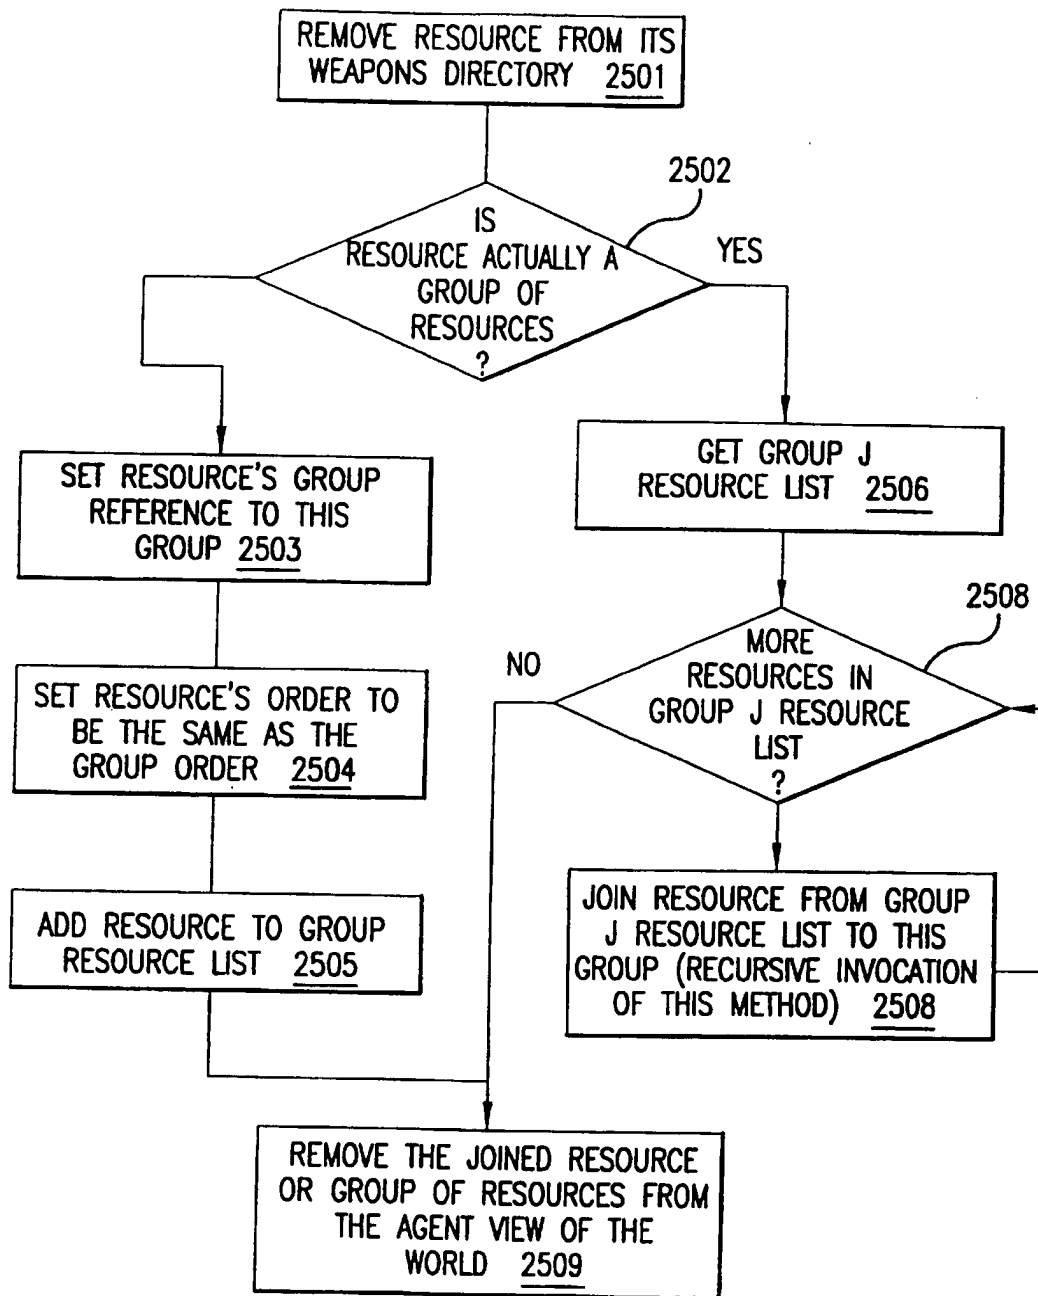 REMOVE RESOURCE FROM ITS
WEAPONS DIRECTORY 2501
2502
IS
RESOURCE ACTUALLY A
GROUP OF
RESOURCES
?
YES
SET RESOURCE'S GROUP
REFERENCE TO THIS
GROUP 2503
GET GROUP J
RESOURCE LIST 2506
2508
NO
MORE
RESOURCES IN
GROUP J RESOURCE
LIST
?
SET RESOURCE'S ORDER TO
BE THE SAME AS THE
GROUP ORDER 2504
ADD RESOURCE TO GROUP
RESOURCE LIST 2505
JOIN RESOURCE FROM GROUP
J RESOURCE LIST TO THIS
GROUP (RECURSIVE INVOCATION
OF THIS METHOD) 2508
REMOVE THE JOINED RESOURCE
OR GROUP OF RESOURCES FROM
THE AGENT VIEW OF THE
WORLD 2509